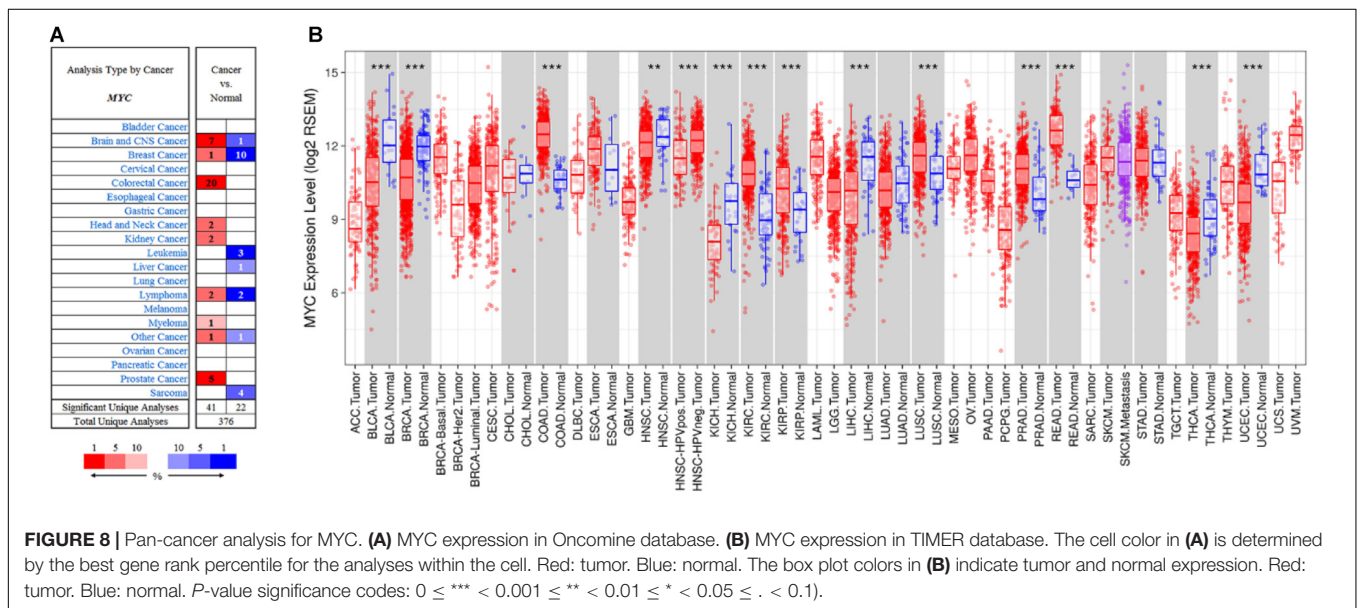 A
Analysis Type by Cancer
MYC
Cancer
vs.
Normal
Bladder Cancer
Brain and CNS Cancer 7 1
Breast Cancer 1 10
Cervical Cancer
Colorectal Cancer 20
Esophageal Cancer
Gastric Cancer
Head and Neck Cancer 2
Kidney Cancer 2
Leukemia 3
Liver Cancer 1
Lung Cancer
Lymphoma 2 2
Melanoma
Myeloma 1
Other Cancer 1 1
Ovarian Cancer
Pancreatic Cancer
Prostate Cancer 5
Sarcoma 4
Significant Unique Analyses 41 22
Total Unique Analyses 376
1 5 10 10 5 1
%
B
MYC Expression Level (log2 RSEM)
15
12
9
6
*** *** *** ** *** *** *** *** *** *** *** *** *** ***
ACC.Tumor
BLCA.Tumor
BLCA.Normal
BRCA.Tumor
BRCA.Normal
BRCA-Basal.Tumor
BRCA-Her2.Tumor
BRCA-Luminal.Tumor
CESC.Tumor
CHOL.Tumor
CHOL.Normal
COAD.Tumor
COAD.Normal
DLBC.Tumor
ESCA.Tumor
ESCA.Normal
GBM.Tumor
HNSC.Tumor
HNSC.Normal
HNSC-HPVpos.Tumor
HNSC-HPVneg.Tumor
KICH.Tumor
KICH.Normal
KIRC.Tumor
KIRC.Normal
KIRP.Tumor
KIRP.Normal
LAML.Tumor
LGG.Tumor
LIHC.Tumor
LIHC.Normal
LUAD.Tumor
LUAD.Normal
LUSC.Tumor
LUSC.Normal
MESO.Tumor
OV.Tumor
PAAD.Tumor
PCPG.Tumor
PRAD.Tumor
PRAD.Normal
READ.Tumor
READ.Normal
SARC.Tumor
SKCM.Tumor
SKCM.Metastasis
STAD.Tumor
STAD.Normal
TGCT.Tumor
THCA.Tumor
THCA.Normal
THYM.Tumor
UCEC.Tumor
UCEC.Normal
UCS.Tumor
UVM.Tumor
FIGURE 8 | Pan-cancer analysis for MYC. (A) MYC expression in Oncomine database. (B) MYC expression in TIMER database. The cell color in (A) is determined
by the best gene rank percentile for the analyses within the cell. Red: tumor. Blue: normal. The box plot colors in (B) indicate tumor and normal expression. Red:
tumor. Blue: normal. P-value significance codes: 0 ≤ *** < 0.001 ≤ ** < 0.01 ≤ * < 0.05 ≤ . < 0.1).